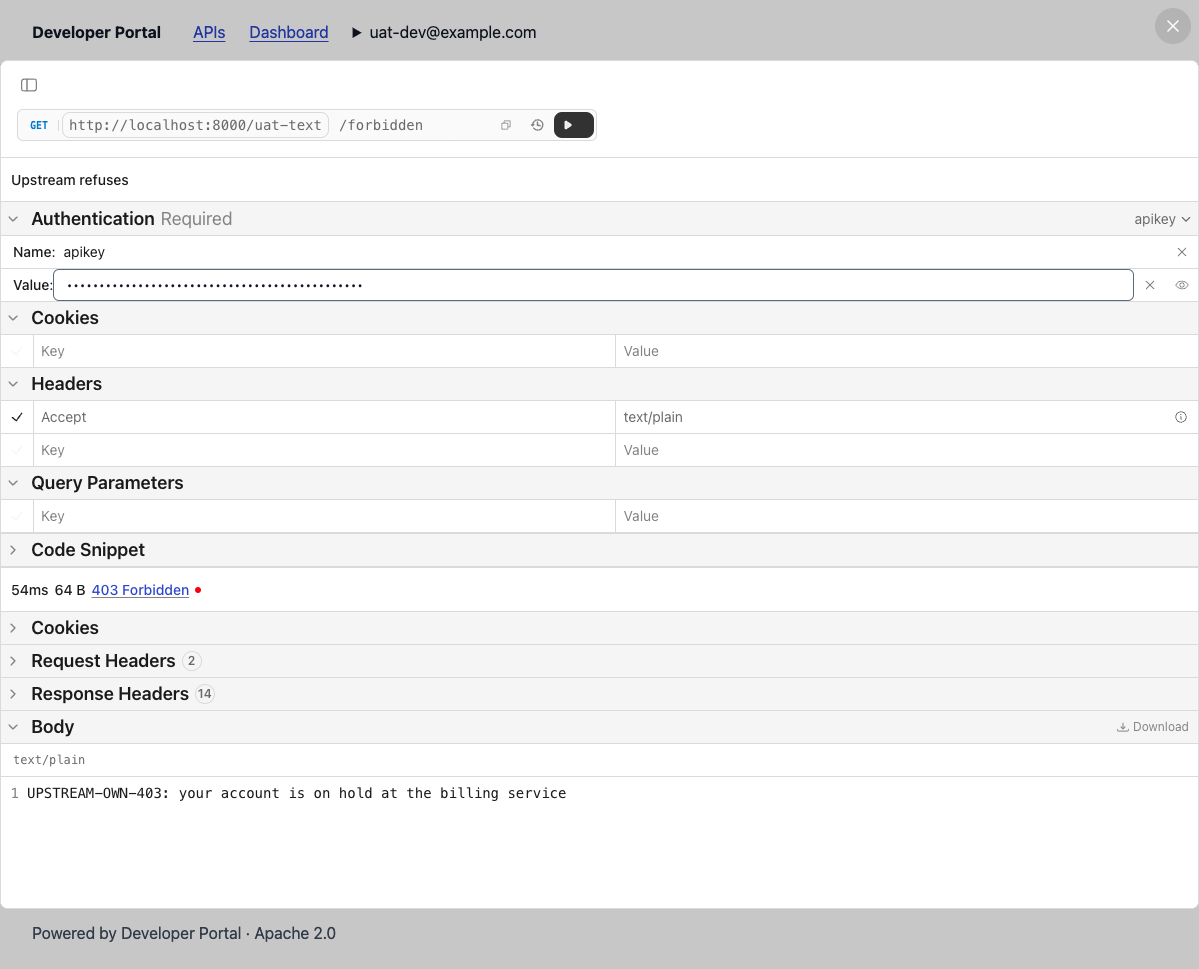 Developer Portal APIs Dashboard ▶ uat-dev@example.com
GET http://localhost:8000/uat-text /forbidden
Upstream refuses
Authentication Required apikey
Name: apikey
Value: ••••••••••••••••••••••••••••••••••••••••••••••
Cookies
Key Value
Headers
Accept text/plain
Key Value
Query Parameters
Key Value
Code Snippet
54ms 64 B 403 Forbidden
Cookies
Request Headers 2
Response Headers 14
Body Download
text/plain
1 UPSTREAM-OWN-403: your account is on hold at the billing service
Powered by Developer Portal · Apache 2.0